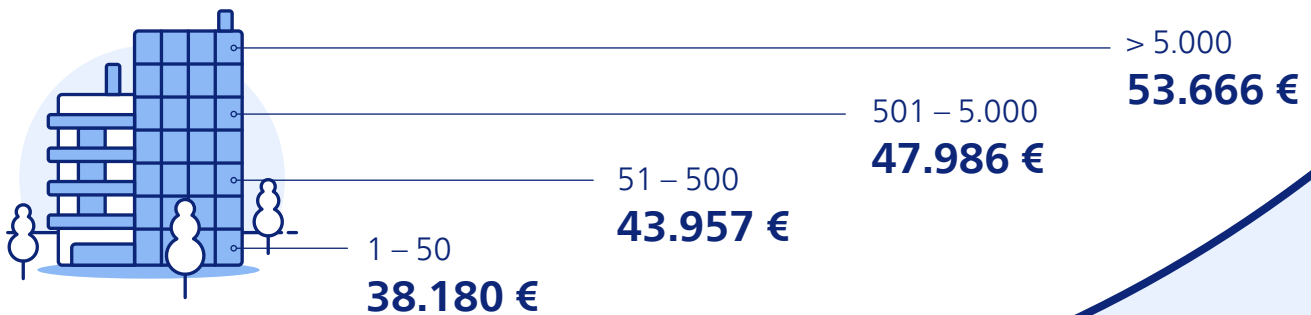 > 5.000
53.666 €
501 – 5.000
47.986 €
51 – 500
43.957 €
1 – 50
38.180 €